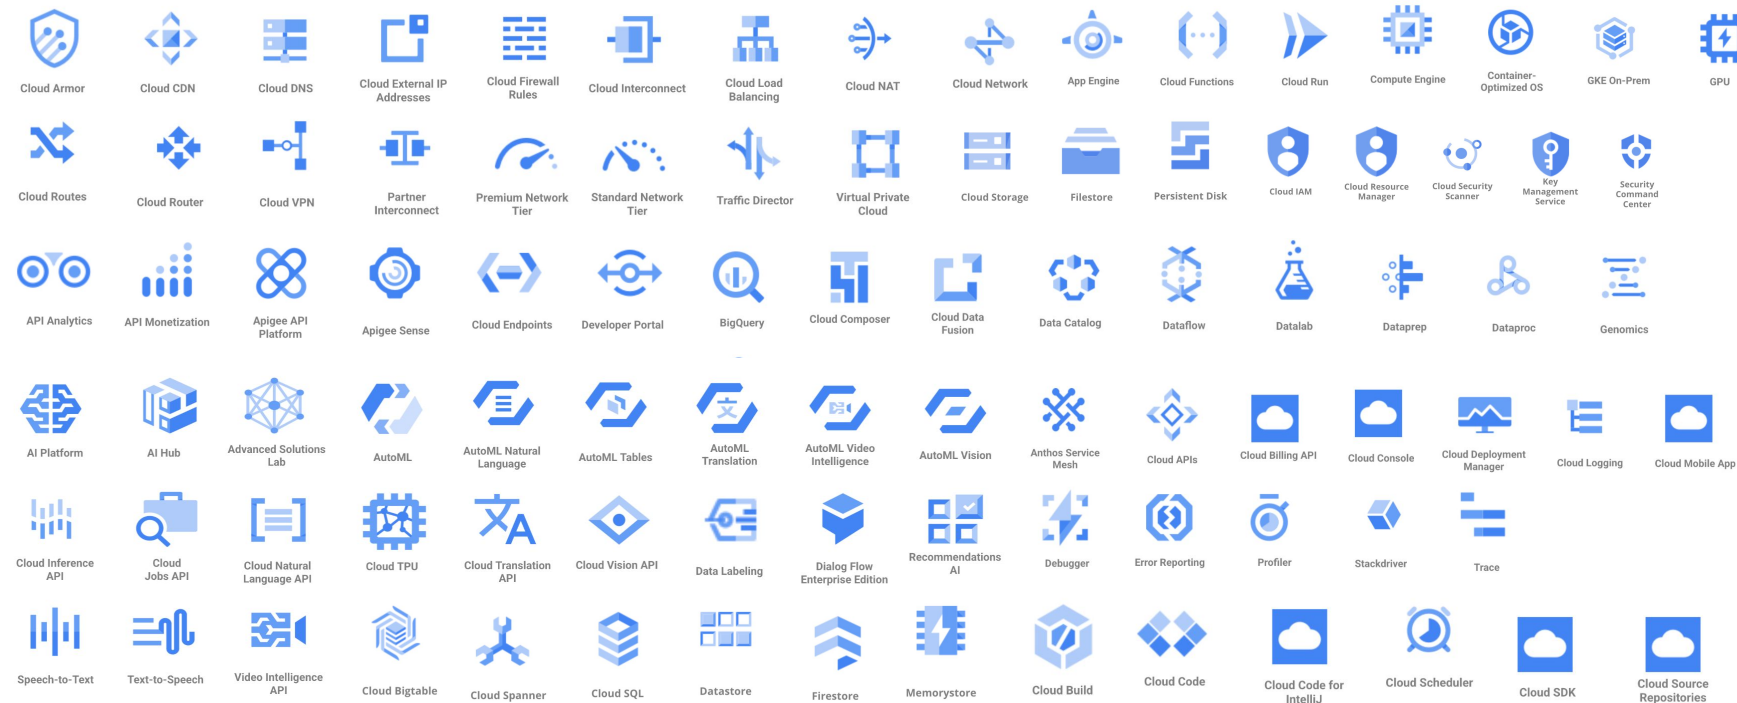 Cloud Armor
Cloud CDN
Cloud DNS
Cloud External IP
Addresses
Cloud Firewall
Rules
Cloud Interconnect
Cloud Load
Balancing
Cloud NAT
Cloud Network
App Engine
Cloud Functions
Cloud Run
Compute Engine
Container-
Optimized OS
GKE On-Prem
GPU
Cloud Routes
Cloud Router
Cloud VPN
Partner
Interconnect
Premium Network
Tier
Standard Network
Tier
Traffic Director
Virtual Private
Cloud
Cloud Storage
Filestore
Persistent Disk
Cloud IAM
Cloud Resource
Manager
Cloud Security
Scanner
Key
Management
Service
Security
Command
Center
API Analytics
API Monetization
Apigee API
Platform
Apigee Sense
Cloud Endpoints
Developer Portal
BigQuery
Cloud Composer
Cloud Data
Fusion
Data Catalog
Dataflow
Datalab
Dataprep
Dataproc
Genomics
AI Platform
AI Hub
Advanced Solutions
Lab
AutoML
AutoML Natural
Language
AutoML Tables
文
AutoML
Translation
AutoML Video
Intelligence
AutoML Vision
Anthos Service
Mesh
Cloud APIs
Cloud Billing API
Cloud Console
Cloud Deployment
Manager
Cloud Logging
Cloud Mobile App
Cloud Inference
API
Cloud
Jobs API
Cloud Natural
Language API
Cloud TPU
文A
Cloud Translation
API
Cloud Vision API
Data Labeling
Dialog Flow
Enterprise Edition
Recommendations
AI
Debugger
Error Reporting
Profiler
Stackdriver
Trace
Speech-to-Text
Text-to-Speech
Video Intelligence
API
Cloud Bigtable
Cloud Spanner
Cloud SQL
Datastore
Firestore
Memorystore
Cloud Build
Cloud Code
Cloud Code for
IntelliJ
Cloud Scheduler
Cloud SDK
Cloud Source
Repositories